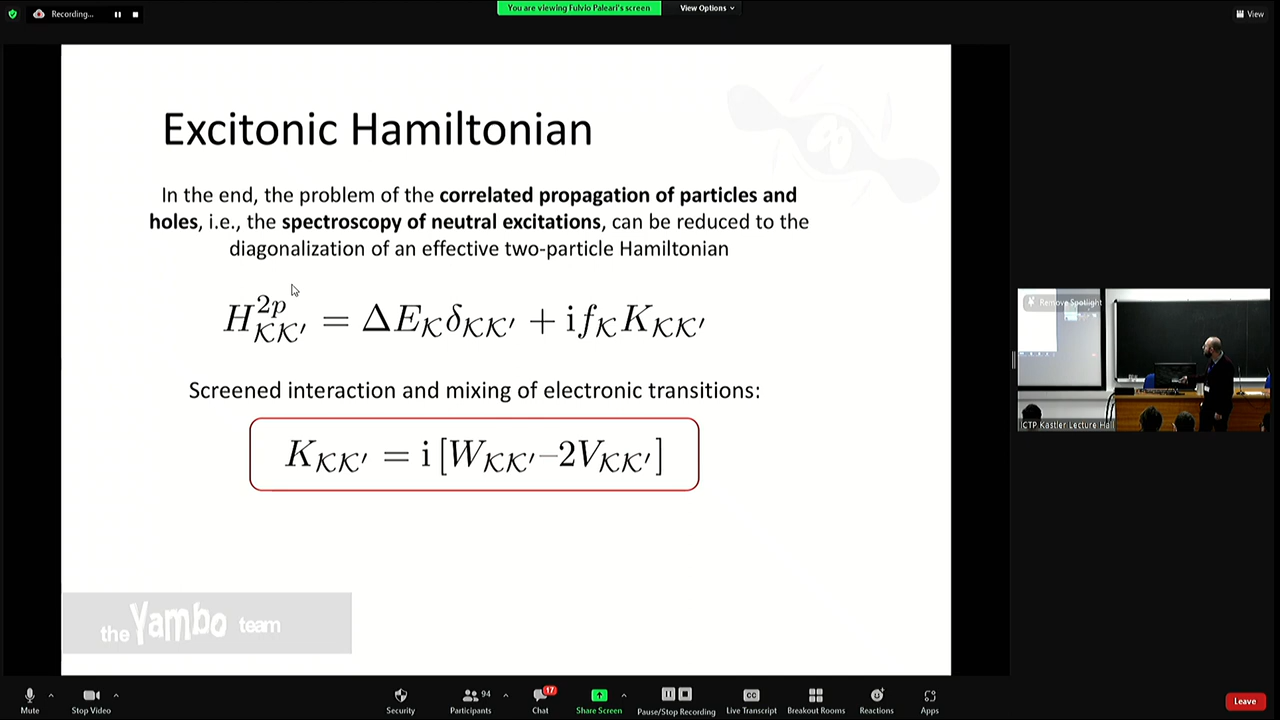 Recording...
You are viewing Fulvio Paleari's screen
View Options
View
Excitonic Hamiltonian
In the end, the problem of the correlated propagation of particles and
holes, i.e., the spectroscopy of neutral excitations, can be reduced to the
diagonalization of an effective two-particle Hamiltonian
H^{2p}_{𝒦𝒦′} = ΔE_𝒦 δ_{𝒦𝒦′} + i f_𝒦 K_{𝒦𝒦′}
Screened interaction and mixing of electronic transitions:
K_{𝒦𝒦′} = i [W_{𝒦𝒦′} – 2V_{𝒦𝒦′}]
the Yambo team
Remove Spotlight
ICTP Kastler Lecture Hall
94
17
CC
Mute
Stop Video
Security
Participants
Chat
Share Screen
Pause/Stop Recording
Live Transcript
Breakout Rooms
Reactions
Apps
Leave